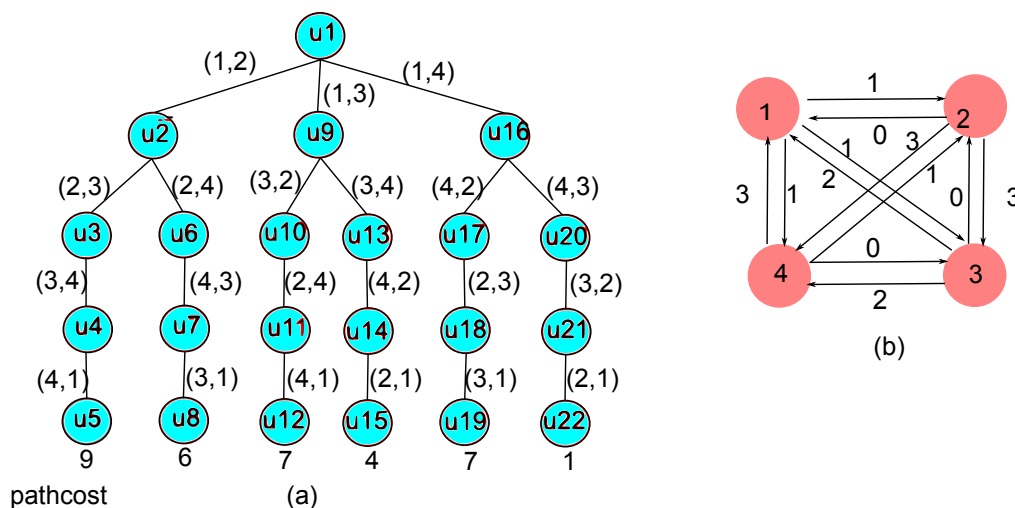 u1
(1,2)
(1,3)
(1,4)
u2
u9
u16
(2,3)
(2,4)
(3,2)
(3,4)
(4,2)
(4,3)
u3
u6
u10
u13
u17
u20
(3,4)
(4,3)
(2,4)
(4,2)
(2,3)
(3,2)
u4
u7
u11
u14
u18
u21
(4,1)
(3,1)
(4,1)
(2,1)
(3,1)
(2,1)
u5
u8
u12
u15
u19
u22
9
6
7
4
7
1
pathcost
(a)
1
1
2
0
3
1
2
1
3
1
0
3
4
0
3
2
(b)